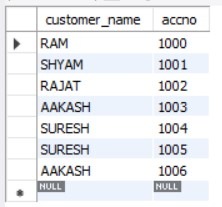 customer_name accno
RAM 1000
SHYAM 1001
RAJAT 1002
AAKASH 1003
SURESH 1004
SURESH 1005
AAKASH 1006
NULL NULL